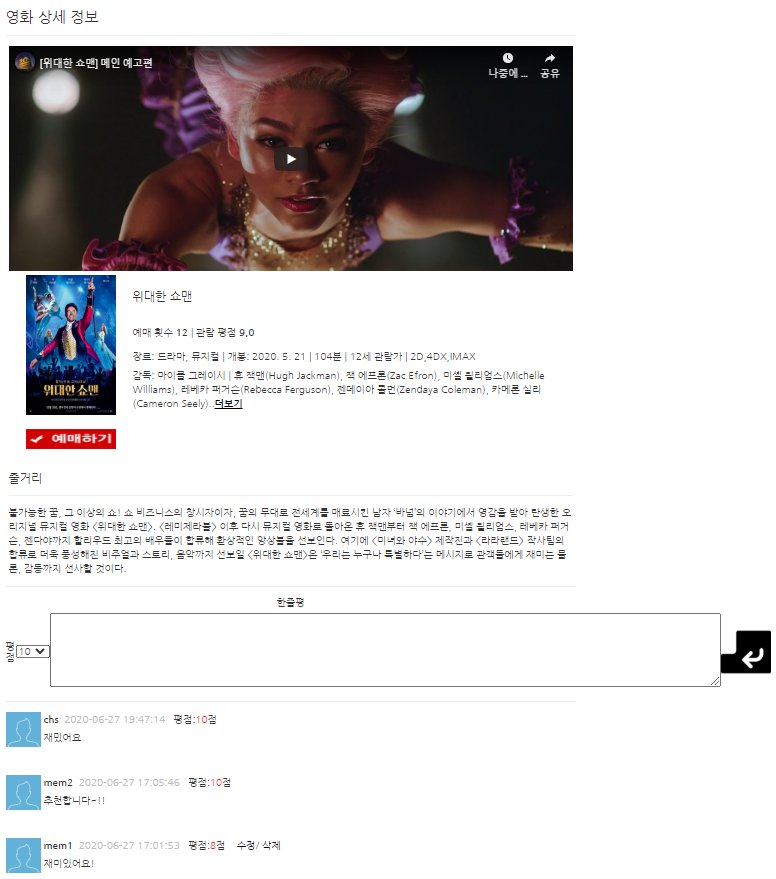 영화 상세 정보
[위대한 쇼맨] 메인 예고편
나중에 ... 공유
위대한 쇼맨
위대한 쇼맨
예매 횟수 12 | 관람 평점 9.0
장르: 드라마, 뮤지컬 | 개봉: 2020. 5. 21 | 104분 | 12세 관람가 | 2D,4DX,IMAX
감독: 마이클 그레이시 | 휴 잭맨(Hugh Jackman), 잭 에프론(Zac Efron), 미셸 윌리엄스(Michelle
Williams), 레베카 퍼거슨(Rebecca Ferguson), 젠데이아 콜먼(Zendaya Coleman), 카메론 실리
(Cameron Seely)..더보기
예매하기
줄거리
불가능한 꿈, 그 이상의 쇼! 쇼 비즈니스의 창시자이자, 꿈의 무대로 전세계를 매료시킨 남자 '바넘'의 이야기에서 영감을 받아 탄생한 오
리지널 뮤지컬 영화 <위대한 쇼맨>. <레미제라블> 이후 다시 뮤지컬 영화로 돌아온 휴 잭맨부터 잭 에프론, 미셸 윌리엄스, 레베카 퍼거
슨, 젠다야까지 할리우드 최고의 배우들이 합류해 환상적인 앙상블을 선보인다. 여기에 <미녀와 야수> 제작진과 <라라랜드> 작사팀의
합류로 더욱 풍성해진 비주얼과 스토리, 음악까지 선보일 <위대한 쇼맨>은 '우리는 누구나 특별하다'는 메시지로 관객들에게 재미는 물
론, 감동까지 선사할 것이다.
한줄평
평
점 10
chs 2020-06-27 19:47:14 평점:10점
재밌어요
mem2 2020-06-27 17:05:46 평점:10점
추천합니다~!!
mem1 2020-06-27 17:01:53 평점:8점 수정/ 삭제
재미있어요!